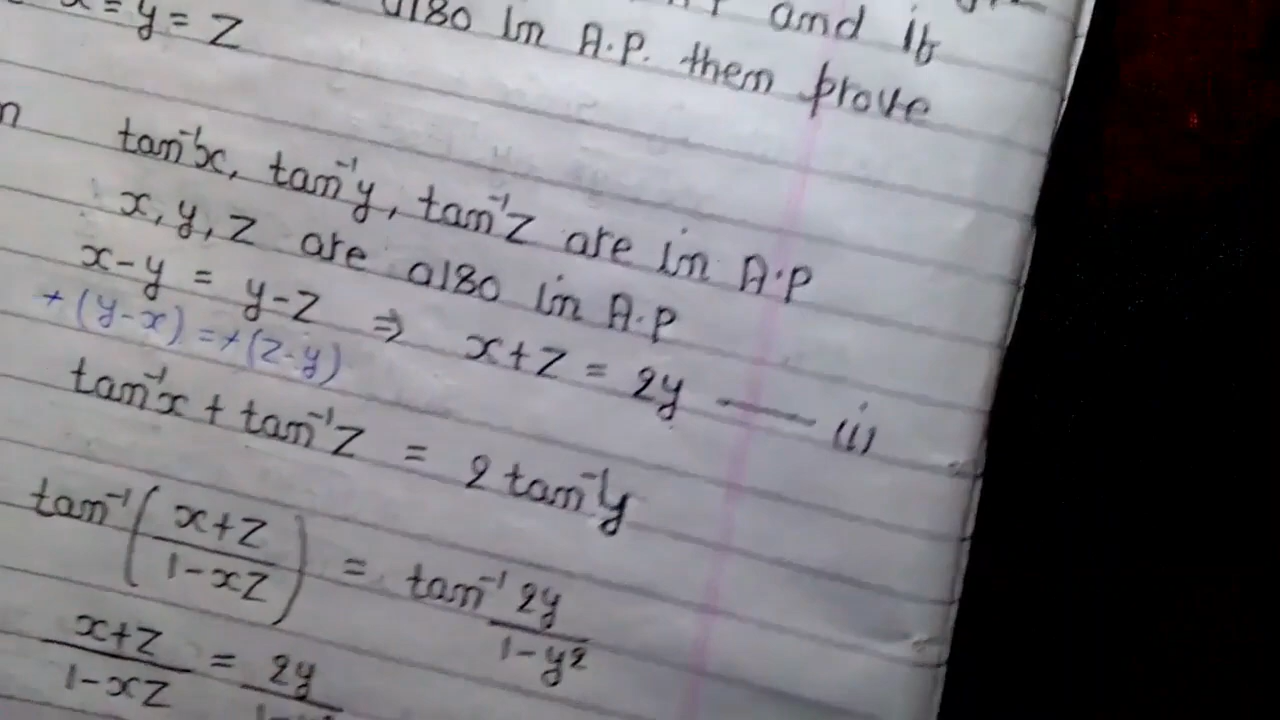 and if
x = y = z also in A.P. then prove
tan⁻¹x, tan⁻¹y, tan⁻¹z are in A.P
x, y, z are also in A.P
x-y = y-z ⇒ x+z = 2y —— (i)
+(y-x) = +(z-y)
tan⁻¹x + tan⁻¹z = 2 tan⁻¹y
tan⁻¹(x+z / 1-xz) = tan⁻¹ 2y / 1-y²
x+z / 1-xz = 2y